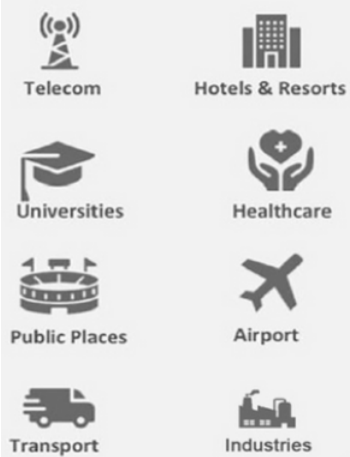 Telecom
Hotels & Resorts
Universities
Healthcare
Public Places
Airport
Transport
Industries